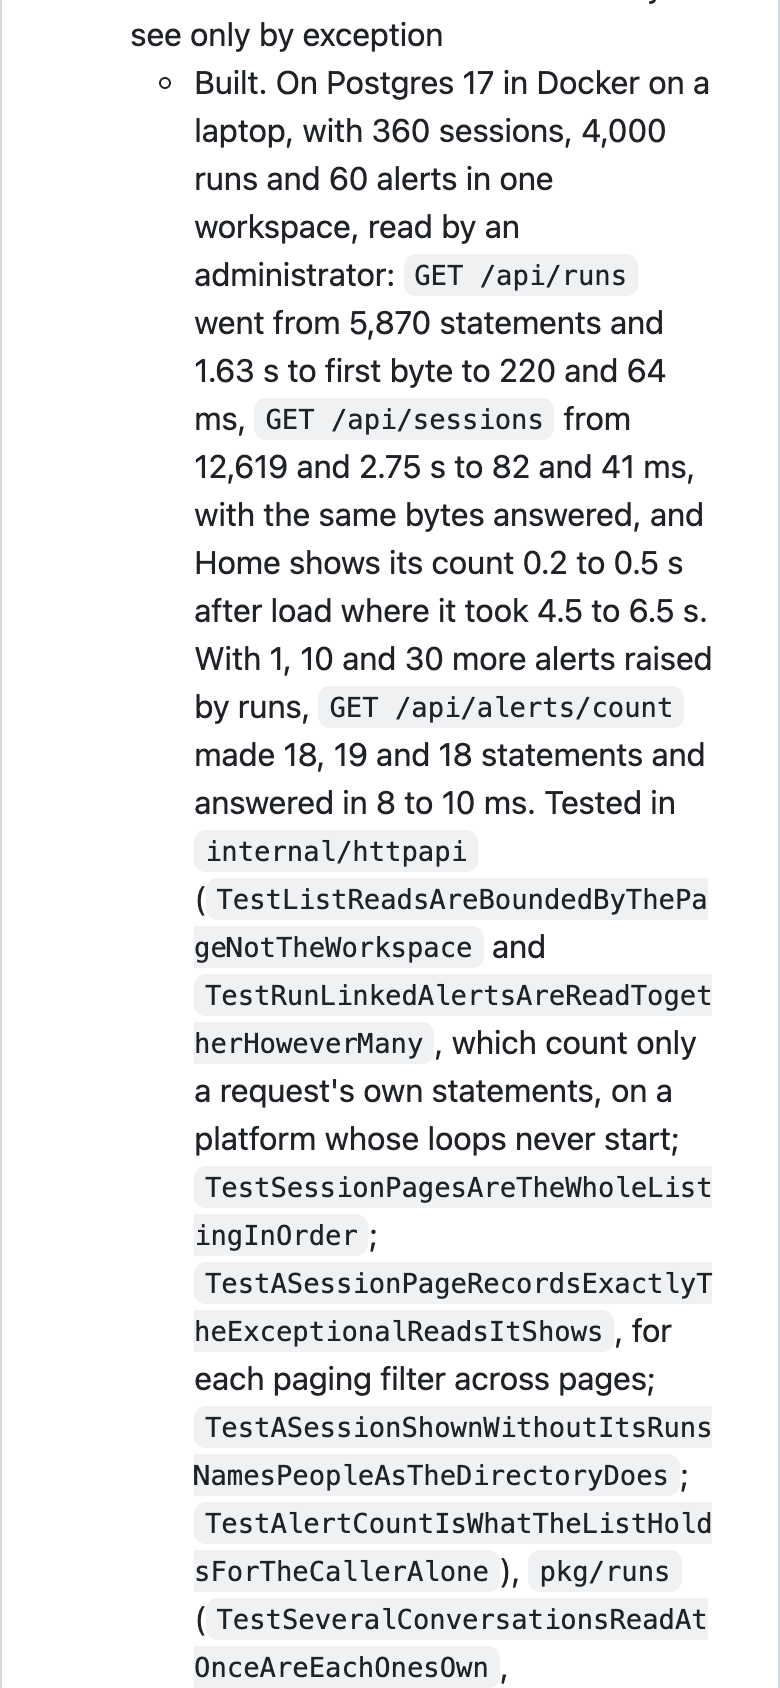 see only by exception
Built. On Postgres 17 in Docker on a
laptop, with 360 sessions, 4,000
runs and 60 alerts in one
workspace, read by an
administrator: GET /api/runs
went from 5,870 statements and
1.63 s to first byte to 220 and 64
ms, GET /api/sessions from
12,619 and 2.75 s to 82 and 41 ms,
with the same bytes answered, and
Home shows its count 0.2 to 0.5 s
after load where it took 4.5 to 6.5 s.
With 1, 10 and 30 more alerts raised
by runs, GET /api/alerts/count
made 18, 19 and 18 statements and
answered in 8 to 10 ms. Tested in
internal/httpapi
(TestListReadsAreBoundedByThePa
geNotTheWorkspace and
TestRunLinkedAlertsAreReadToget
herHoweverMany, which count only
a request's own statements, on a
platform whose loops never start;
TestSessionPagesAreTheWholeList
ingInOrder;
TestASessionPageRecordsExactlyT
heExceptionalReadsItShows, for
each paging filter across pages;
TestASessionShownWithoutItsRuns
NamesPeopleAsTheDirectoryDoes;
TestAlertCountIsWhatTheListHold
sForTheCallerAlone), pkg/runs
(TestSeveralConversationsReadAt
OnceAreEachOnesOwn,